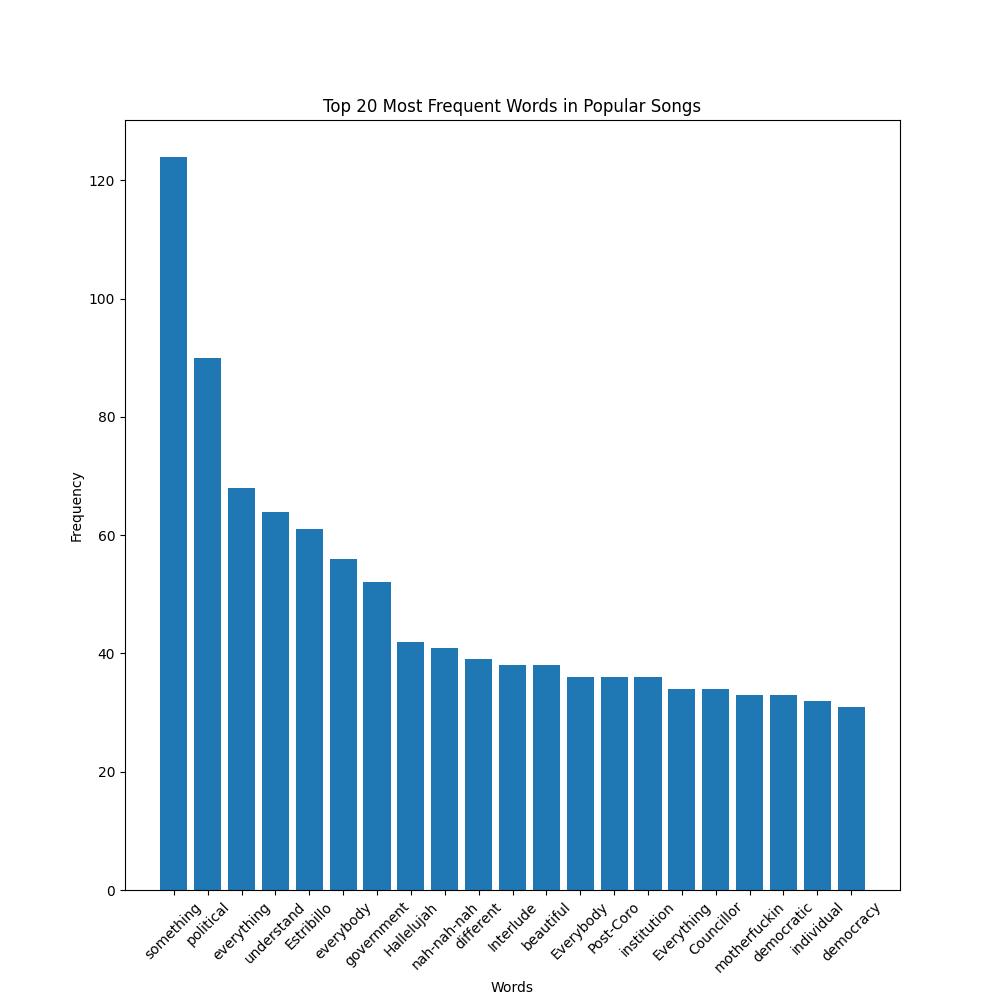 Top 20 Most Frequent Words in Popular Songs
Frequency
120
100
80
60
40
20
0
something
political
everything
understand
Estribillo
everybody
government
Hallelujah
nah-nah-nah
different
Interlude
beautiful
Everybody
Post-Coro
institution
Everything
Councillor
motherfuckin
democratic
individual
democracy
Words